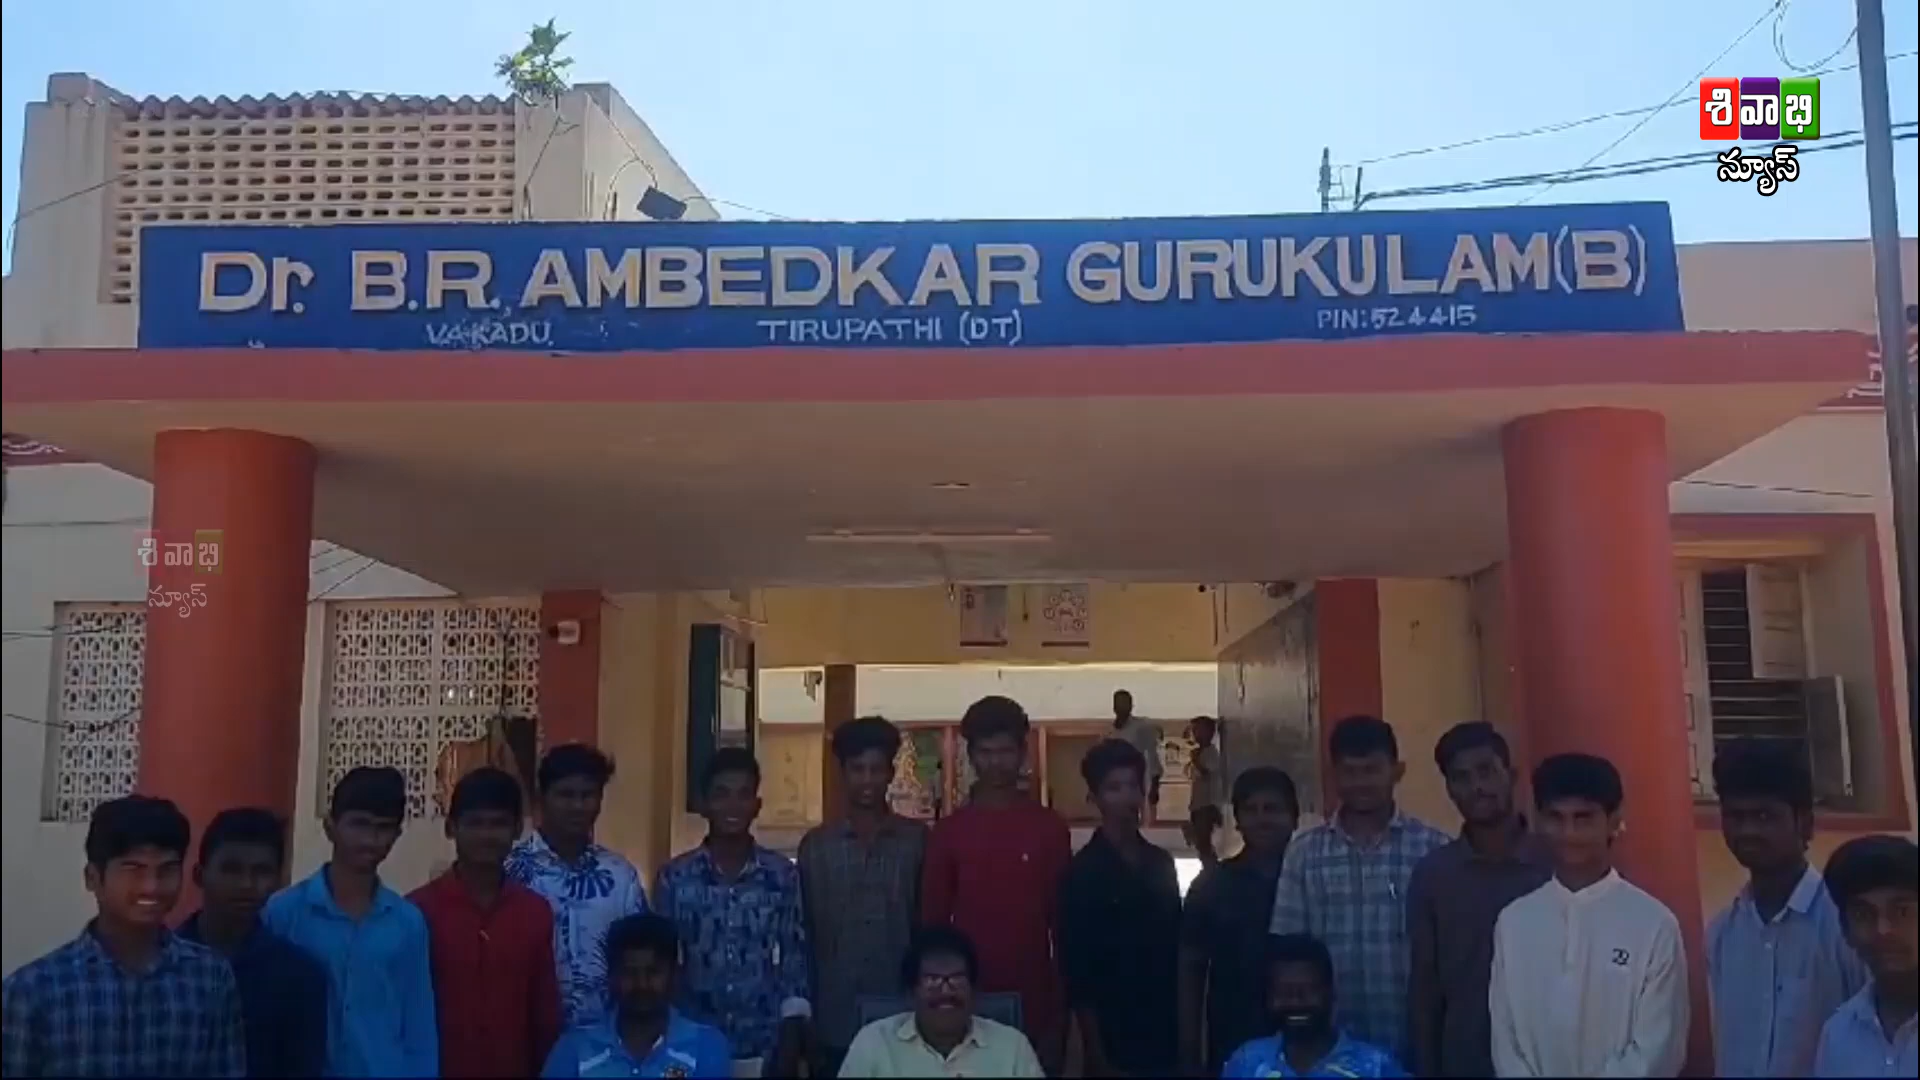 శివాభి
న్యూస్
Dr. B.R. AMBEDKAR GURUKULAM(B)
VAKADU. TIRUPATHI (DT) PIN:524415
శివాభి
న్యూస్